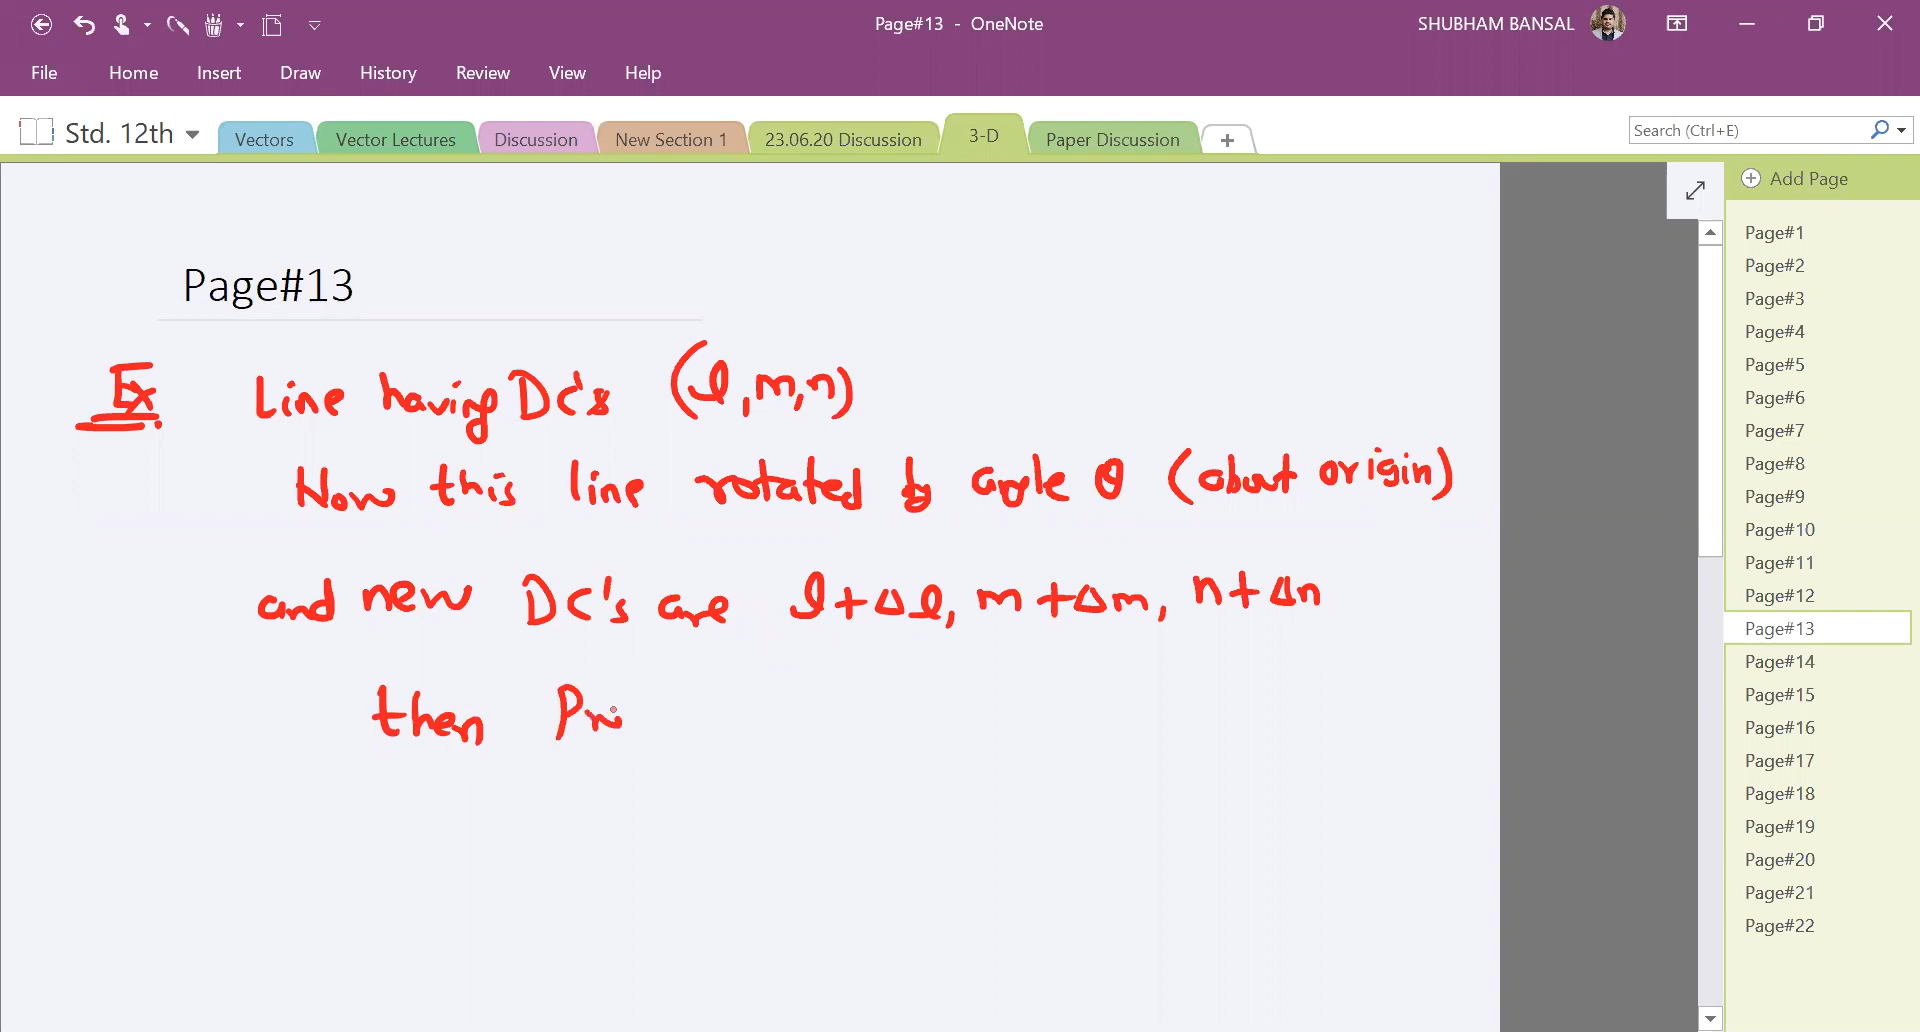 Page#13 - OneNote
SHUBHAM BANSAL
File Home Insert Draw History Review View Help
Std. 12th
Vectors
Vector Lectures
Discussion
New Section 1
23.06.20 Discussion
3-D
Paper Discussion
+
Search (Ctrl+E)
Page#13
Ex. Line having DC's (l, m, n)
Now this line rotated by angle θ (about origin)
and new DC's are l+Δl, m+Δm, n+Δn
then
Add Page
Page#1
Page#2
Page#3
Page#4
Page#5
Page#6
Page#7
Page#8
Page#9
Page#10
Page#11
Page#12
Page#13
Page#14
Page#15
Page#16
Page#17
Page#18
Page#19
Page#20
Page#21
Page#22